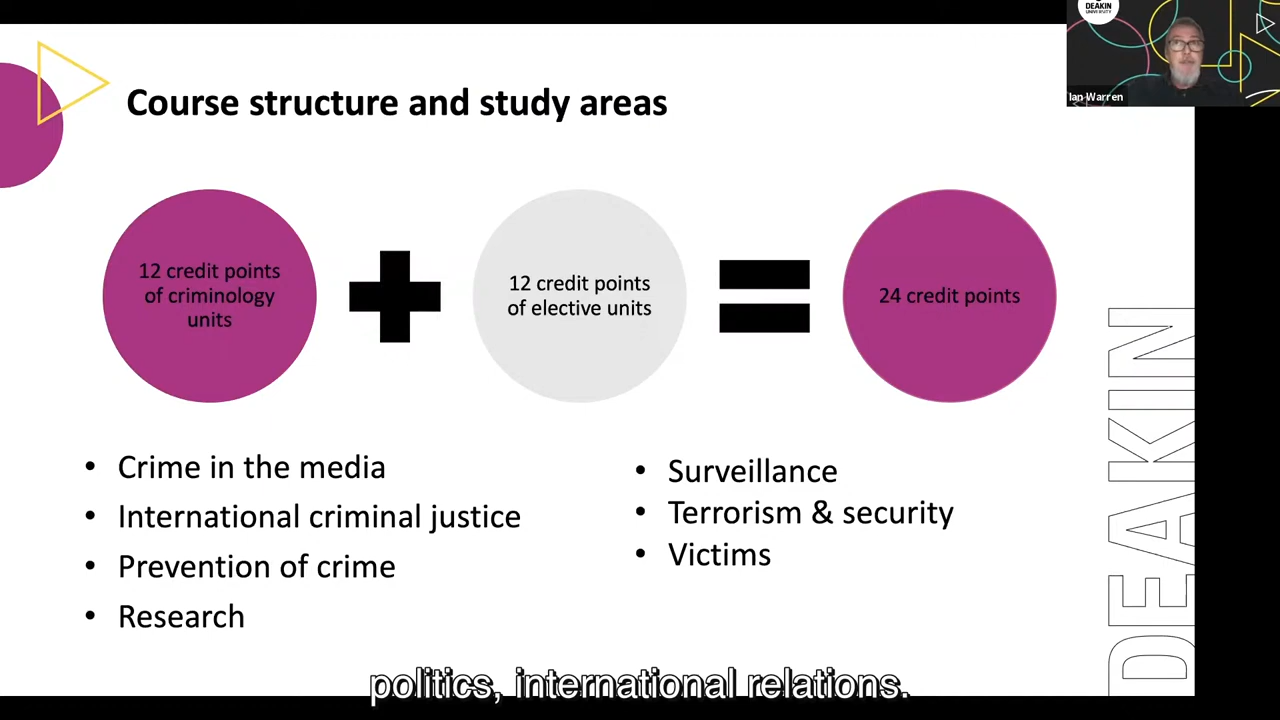 DEAKIN
UNIVERSITY
Ian Warren
Course structure and study areas
12 credit points
of criminology
units
12 credit points
of elective units
24 credit points
• Crime in the media
• International criminal justice
• Prevention of crime
• Research
• Surveillance
• Terrorism & security
• Victims
DEAKIN
politics, international relations.